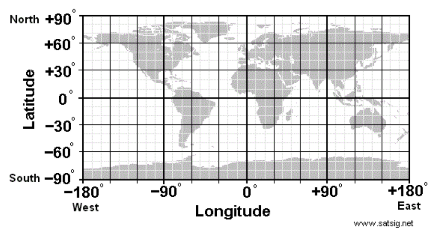 North +90°
+60°
+30°
Latitude
0°
−30°
−60°
South −90°
−180° −90° 0° +90° +180°
West East
Longitude
www.satsig.net